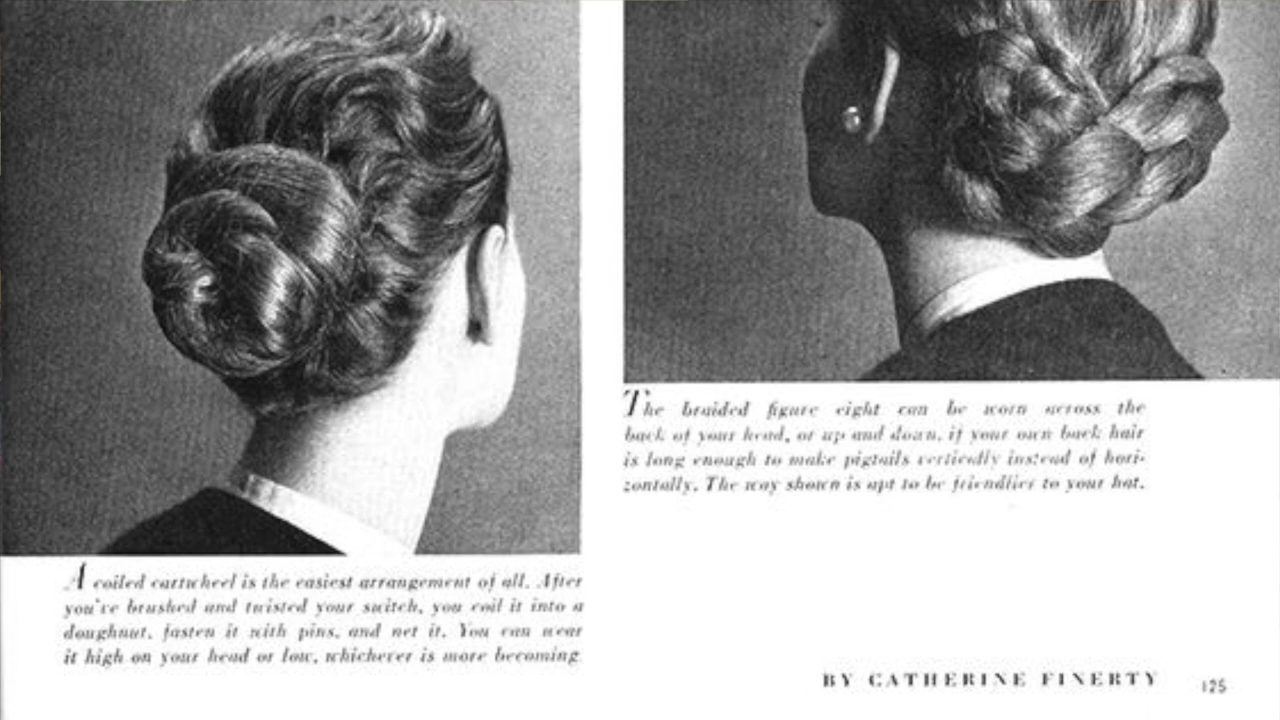 A coiled cartwheel is the easiest arrangement of all. After
you've brushed and twisted your switch, you coil it into a
doughnut, fasten it with pins, and net it. You can wear
it high on your head or low, whichever is more becoming.
The braided figure eight can be worn across the
back of your head, or up and down, if your own back hair
is long enough to make pigtails vertically instead of hori-
zontally. The way shown is apt to be friendlier to your hat.
BY CATHERINE FINERTY
125